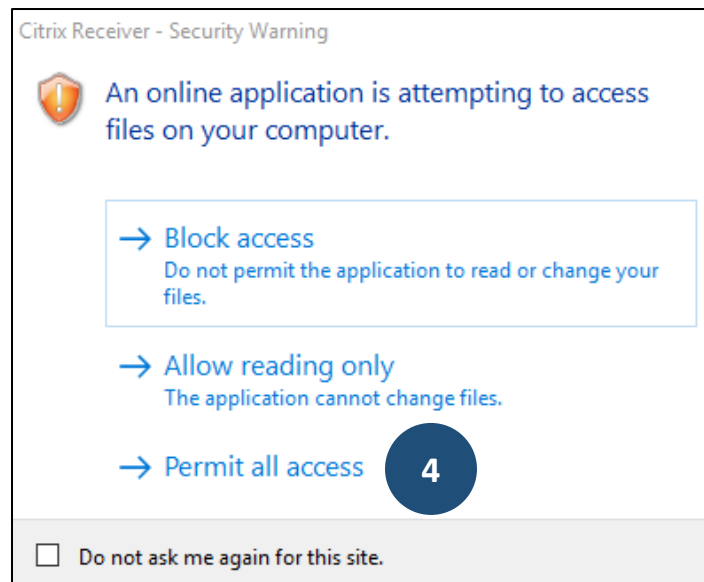 Citrix Receiver - Security Warning
An online application is attempting to access
files on your computer.
Block access
Do not permit the application to read or change your
files.
Allow reading only
The application cannot change files.
Permit all access
4
Do not ask me again for this site.